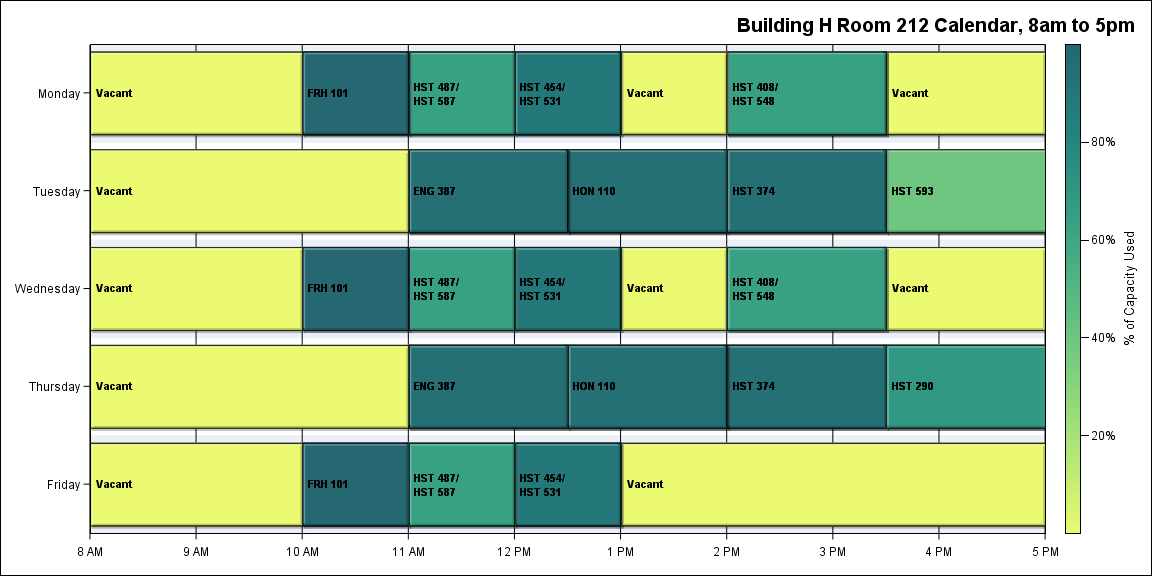 Building H Room 212 Calendar, 8am to 5pm
Monday
Vacant
FRH 101
HST 487/
HST 587
HST 454/
HST 531
Vacant
HST 408/
HST 548
Vacant
Tuesday
Vacant
ENG 387
HON 110
HST 374
HST 593
Wednesday
Vacant
FRH 101
HST 487/
HST 587
HST 454/
HST 531
Vacant
HST 408/
HST 548
Vacant
Thursday
Vacant
ENG 387
HON 110
HST 374
HST 290
Friday
Vacant
FRH 101
HST 487/
HST 587
HST 454/
HST 531
Vacant
8 AM
9 AM
10 AM
11 AM
12 PM
1 PM
2 PM
3 PM
4 PM
5 PM
80%
60%
40%
20%
% of Capacity Used